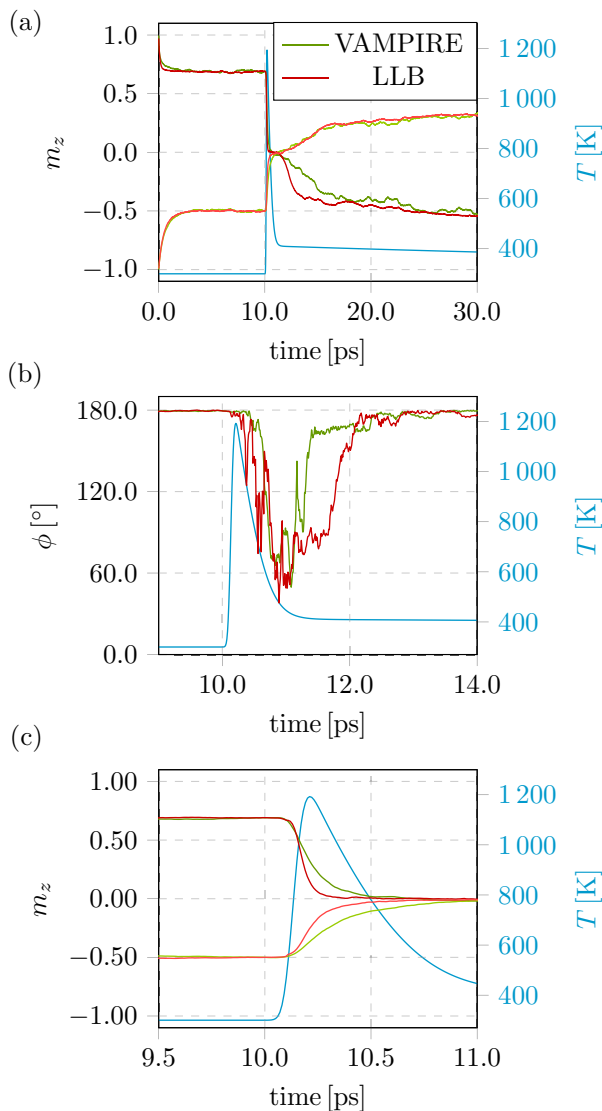 (a)
VAMPIRE
LLB
1.0
0.5
0.0
−0.5
−1.0
m_z
1 200
1 000
800
600
400
T [K]
0.0 10.0 20.0 30.0
time [ps]
(b)
180.0
120.0
60.0
0.0
ϕ [°]
1 200
1 000
800
600
400
T [K]
10.0 12.0 14.0
time [ps]
(c)
1.00
0.50
0.00
−0.50
−1.00
m_z
1 200
1 000
800
600
400
T [K]
9.5 10.0 10.5 11.0
time [ps]